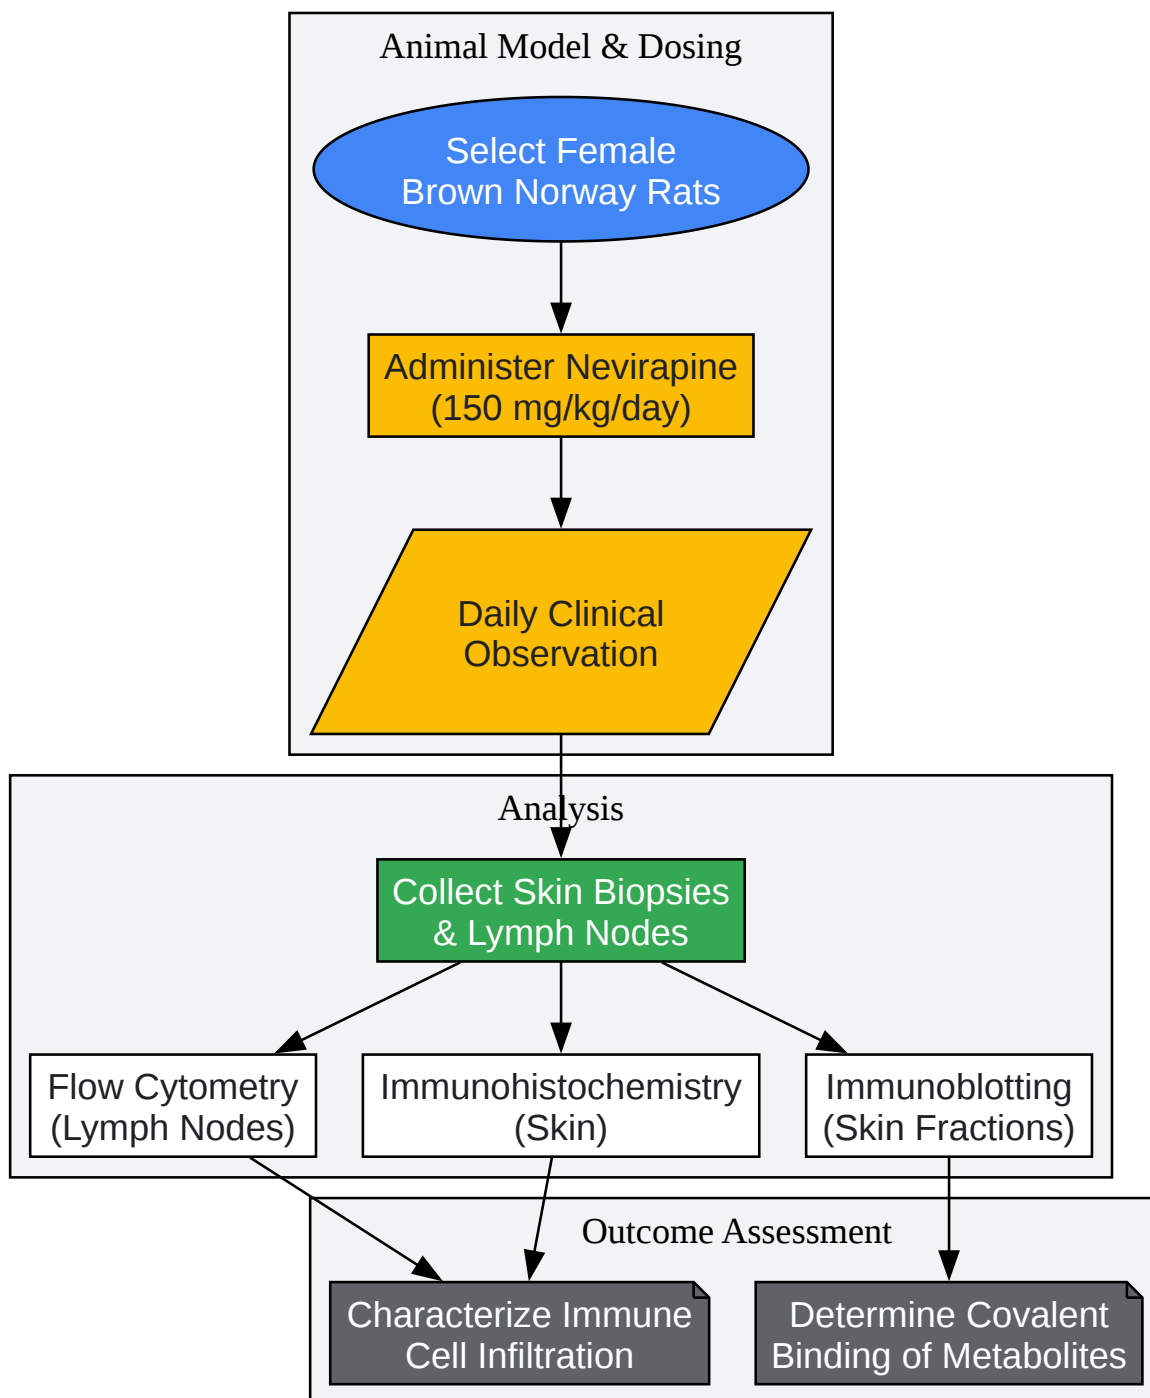 Animal Model & Dosing
Select Female
Brown Norway Rats
Administer Nevirapine
(150 mg/kg/day)
Daily Clinical
Observation
Analysis
Collect Skin Biopsies
& Lymph Nodes
Flow Cytometry
(Lymph Nodes)
Immunohistochemistry
(Skin)
Immunoblotting
(Skin Fractions)
Outcome Assessment
Characterize Immune
Cell Infiltration
Determine Covalent
Binding of Metabolites